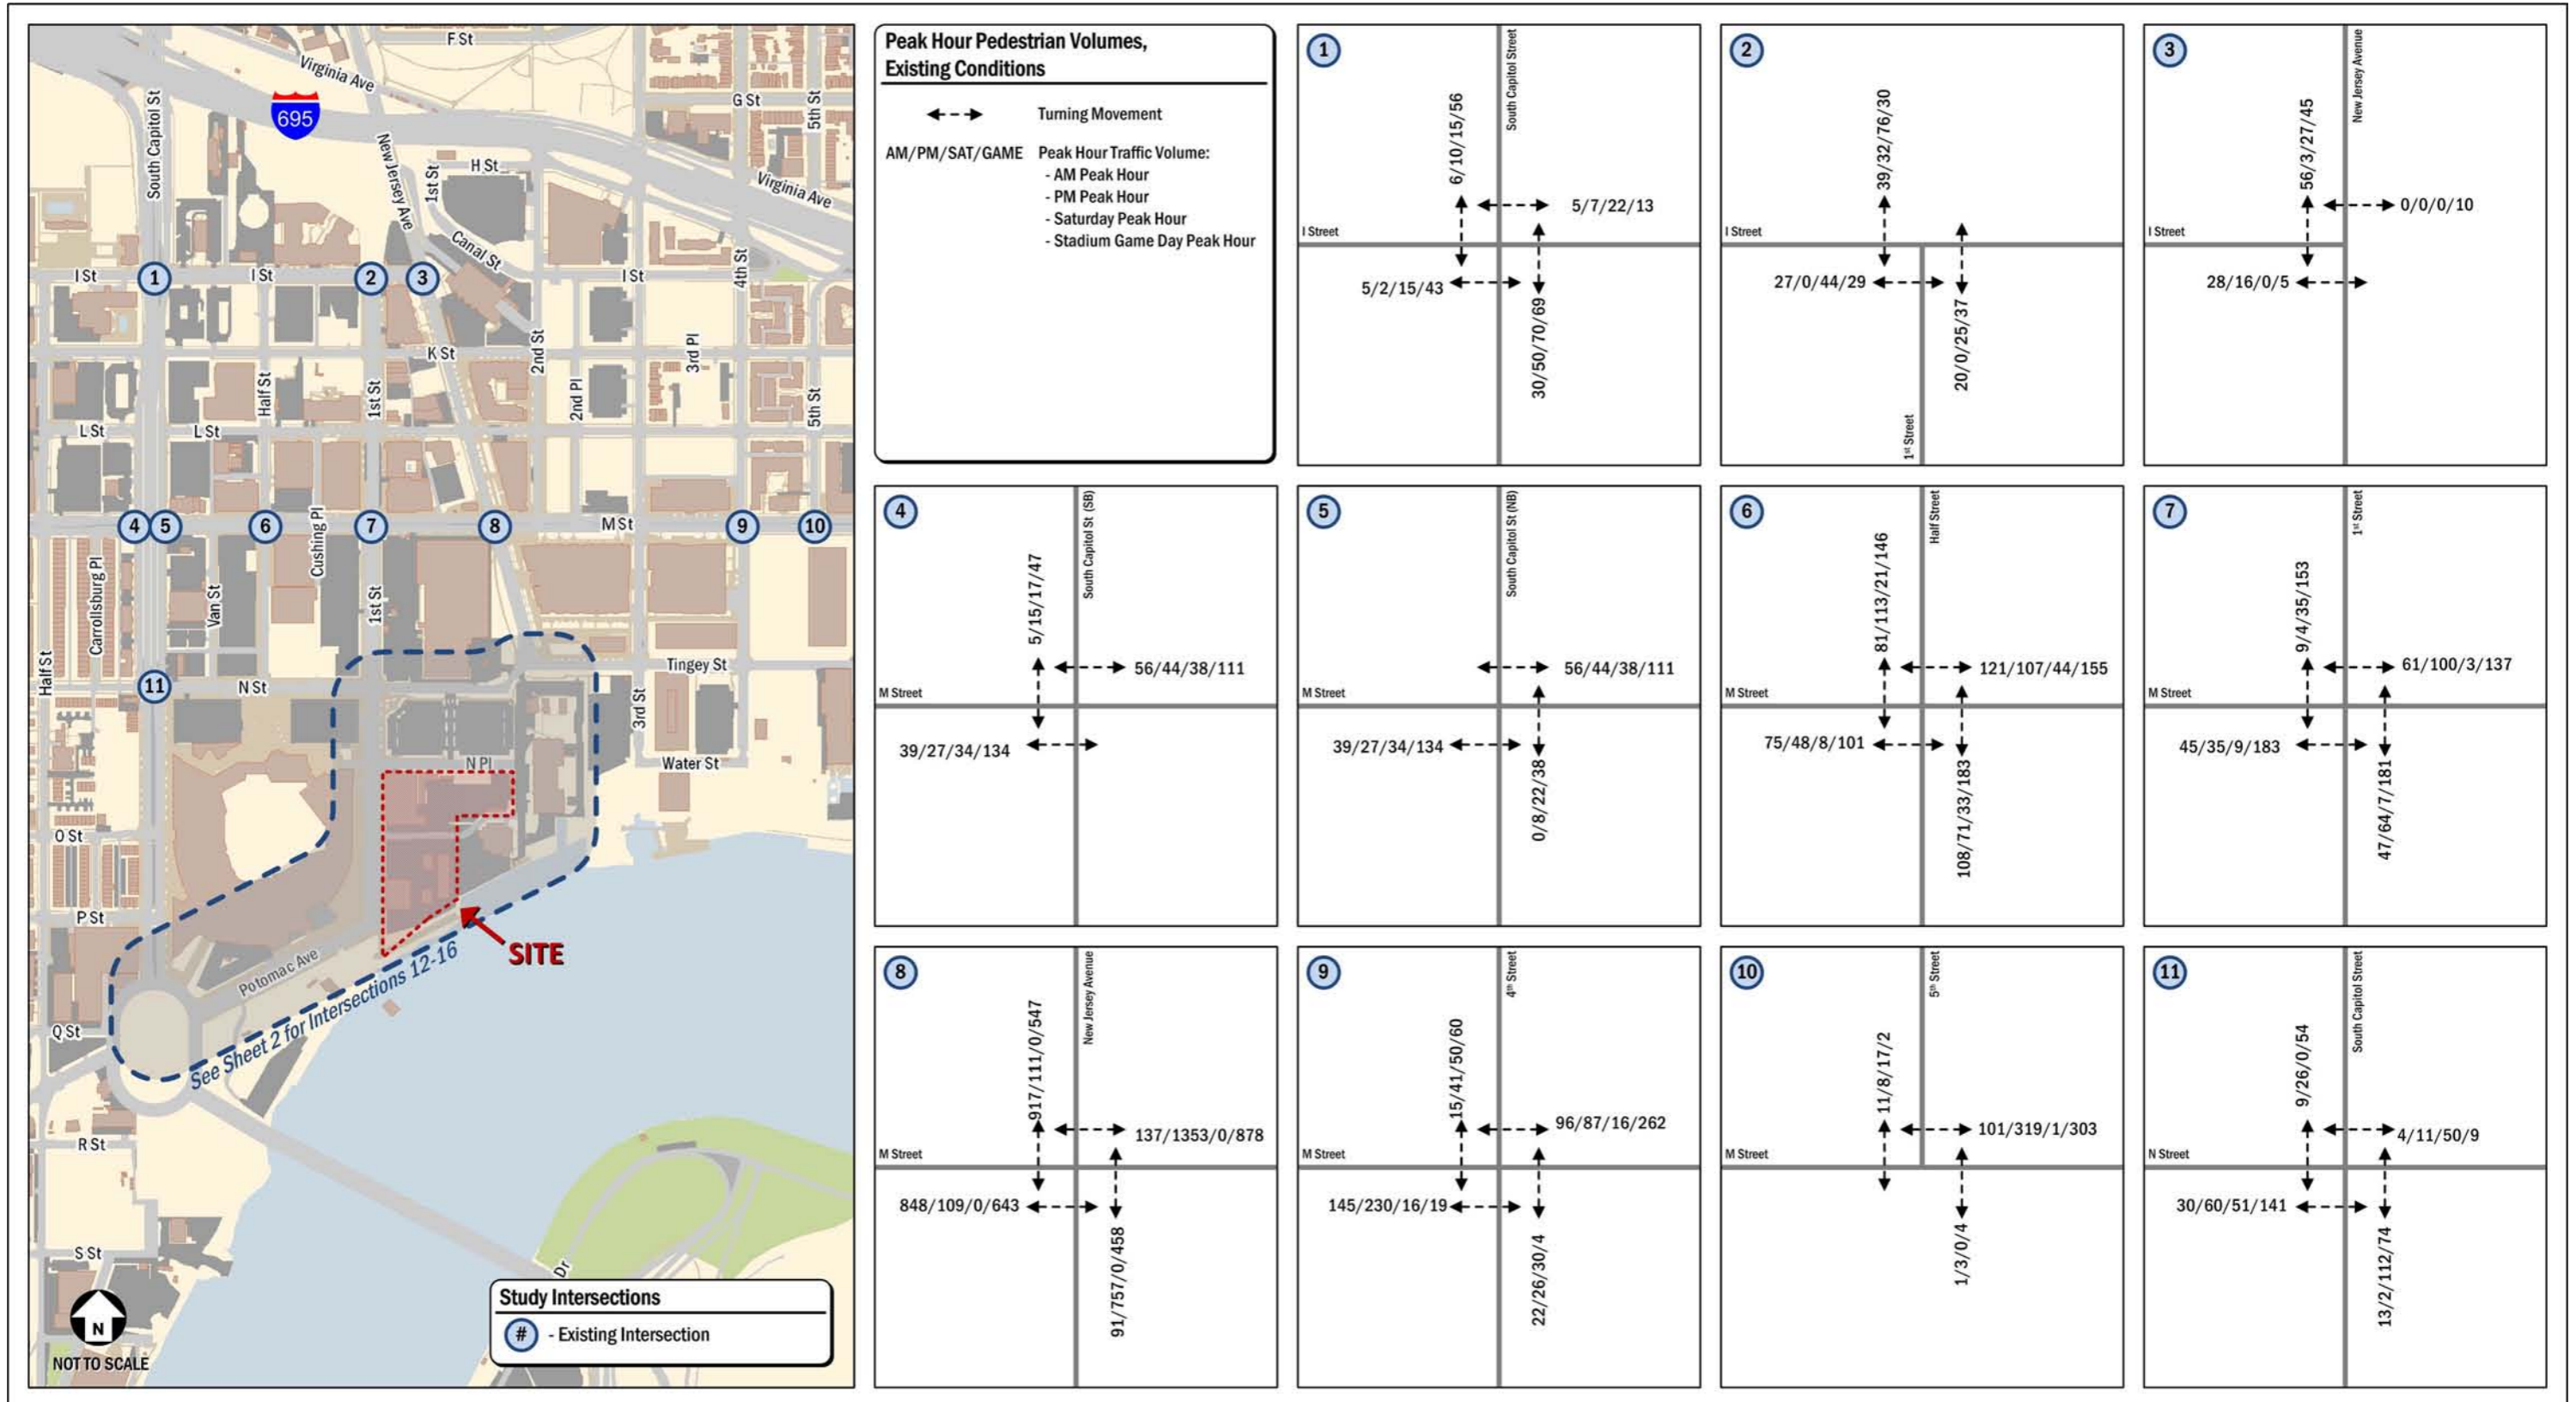 F St
Virginia Ave
695
G St
5th St
South Capitol St
New Jersey Ave
1st St
H St
Virginia Ave
Canal St
4th St
I St
1
I St
2
3
I St
2nd St
K St
3rd Pl
Half St
1st St
2nd Pl
5th St
L St
L St
4
5
6
Cushing Pl
7
8
M St
9
10
Carrollsburg Pl
Van St
1st St
Half St
11
N St
Tingey St
3rd St
N Pl
Water St
O St
P St
SITE
Potomac Ave
See Sheet 2 for Intersections 12-16
Q St
R St
S St
Dr
N
NOT TO SCALE
Study Intersections
# - Existing Intersection
Peak Hour Pedestrian Volumes,
Existing Conditions
Turning Movement
AM/PM/SAT/GAME Peak Hour Traffic Volume:
- AM Peak Hour
- PM Peak Hour
- Saturday Peak Hour
- Stadium Game Day Peak Hour
1
South Capitol Street
6/10/15/56
5/7/22/13
I Street
5/2/15/43
30/50/70/69
2
39/32/76/30
I Street
27/0/44/29
20/0/25/37
1st Street
3
New Jersey Avenue
56/3/27/45
0/0/0/10
I Street
28/16/0/5
4
South Capitol St (SB)
5/15/17/47
56/44/38/111
M Street
39/27/34/134
5
South Capitol St (NB)
56/44/38/111
M Street
39/27/34/134
0/8/22/38
6
Half Street
81/113/21/146
121/107/44/155
M Street
75/48/8/101
108/71/33/183
7
1st Street
9/4/35/153
61/100/3/137
M Street
45/35/9/183
47/64/7/181
8
New Jersey Avenue
917/111/0/547
137/1353/0/878
M Street
848/109/0/643
91/757/0/458
9
4th Street
15/41/50/60
96/87/16/262
M Street
145/230/16/19
22/26/30/4
10
5th Street
11/8/17/2
101/319/1/303
M Street
1/3/0/4
11
South Capitol Street
9/26/0/54
4/11/50/9
N Street
30/60/51/141
13/2/112/74